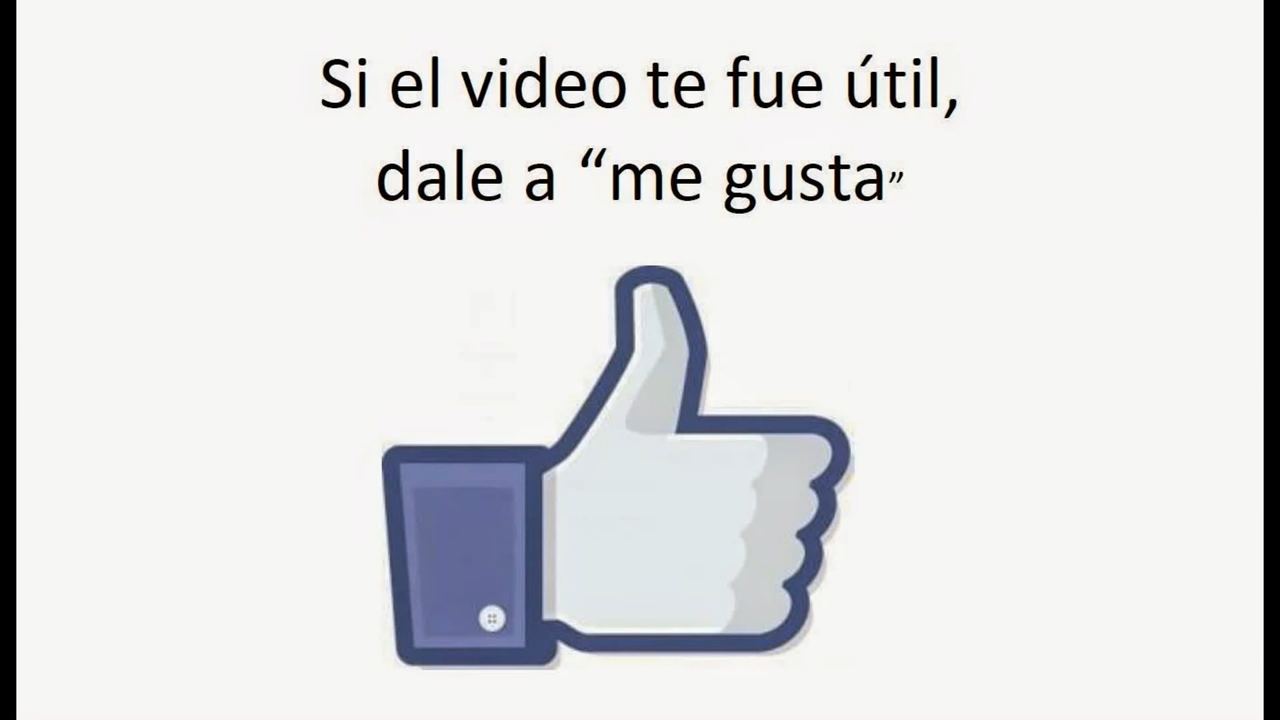 Si el video te fue útil,
dale a “me gusta”